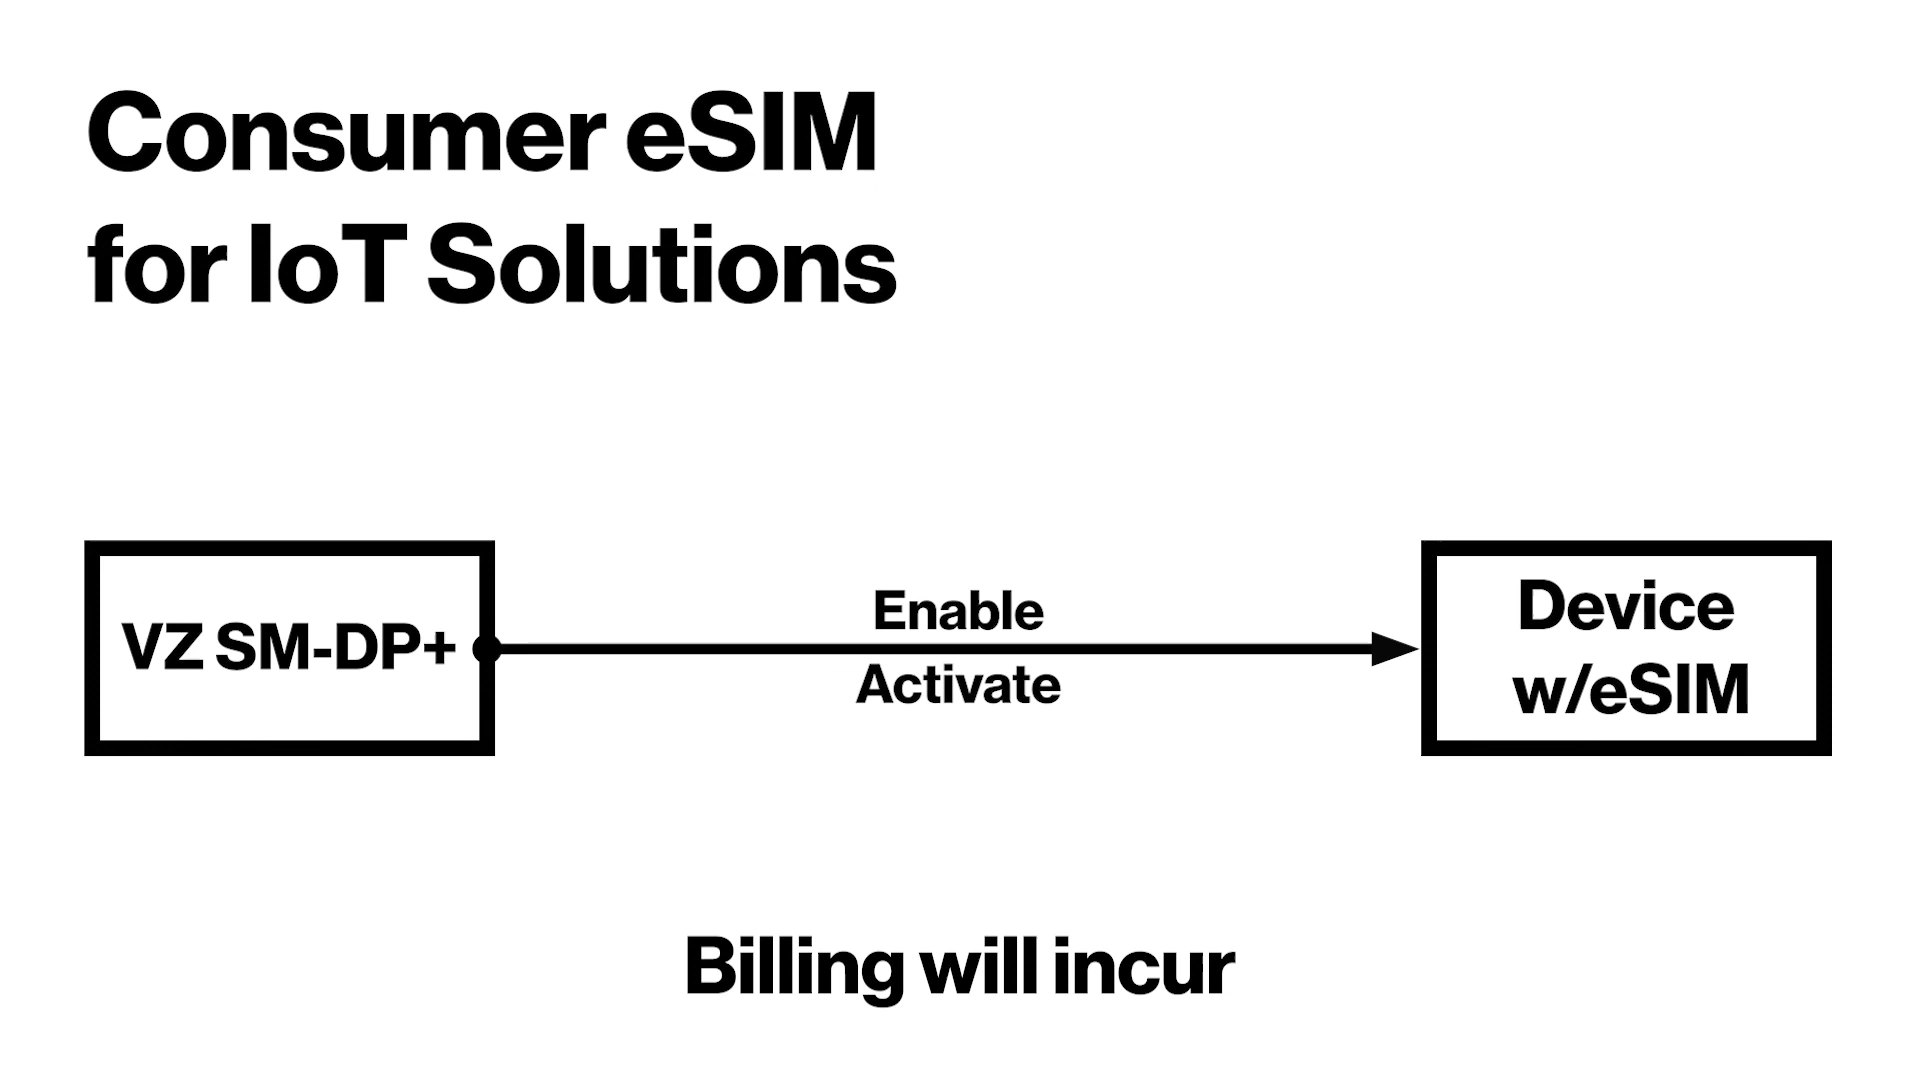 Consumer eSIM
for IoT Solutions
VZ SM-DP+
Enable
Activate
Device
w/eSIM
Billing will incur